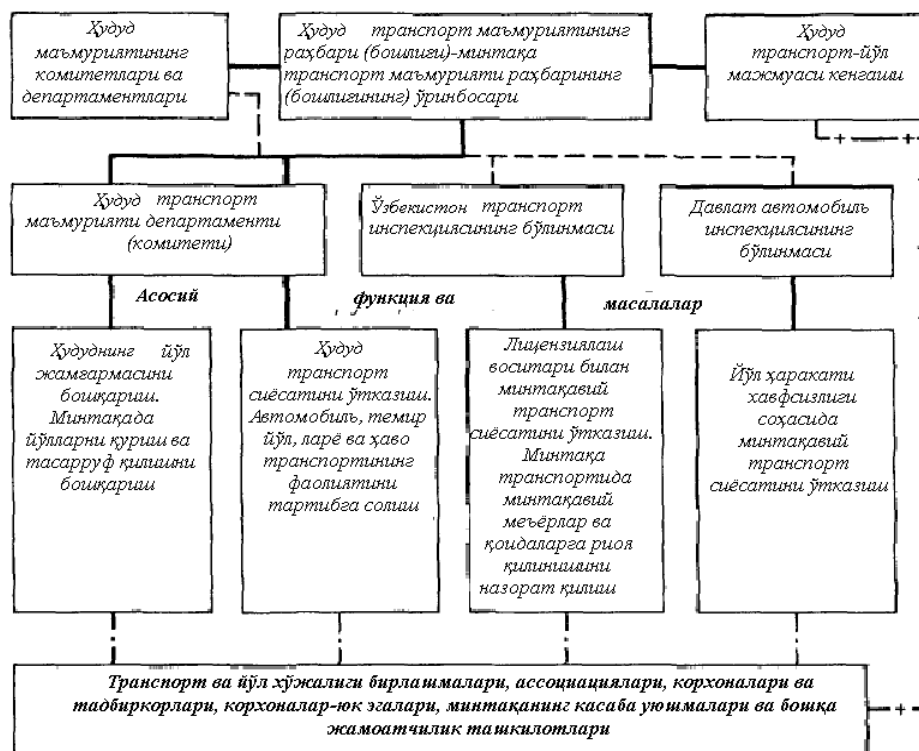 Ҳудуд
маъмуриятининг
комитетлари ва
департаментлари
Ҳудуд транспорт маъмуриятининг
раҳбари (бошлиғи)-минтақа
транспорт маъмурияти раҳбарининг
(бошлиғининг) ўринбосари
Ҳудуд
транспорт-йўл
мажмуаси кенгаши
Ҳудуд транспорт
маъмурияти департаменти
(комитети)
Ўзбекистон транспорт
инспекциясининг бўлинмаси
Давлат автомобиль
инспекциясининг
бўлинмаси
Асосий функция ва масалалар
Ҳудуднинг йўл
жамғармасини
бошқариш.
Минтақада
йўлларни қуриш ва
тасарруф қилишни
бошқариш
Ҳудуд
транспорт
сиёсатини ўтказиш.
Автомобиль, темир
йўл, ларё ва ҳаво
транспортининг
фаолиятини
тартибга солиш
Лицензиялаш
воситари билан
минтақавий
транспорт
сиёсатини ўтказиш.
Минтақа
транспортида
минтақавий
меъёрлар ва
қоидаларга риоя
қилинишини
назорат қилиш
Йўл ҳаракати
хавфсизлиги
соҳасида
минтақавий
транспорт
сиёсатини ўтказиш
Транспорт ва йўл хўжалиги бирлашмалари, ассоциациялари, корхоналари ва
тадбиркорлари, корхоналар-юк эгалари, минтақанинг касаба уюшмалари ва бошқа
жамоатчилик ташкилотлари